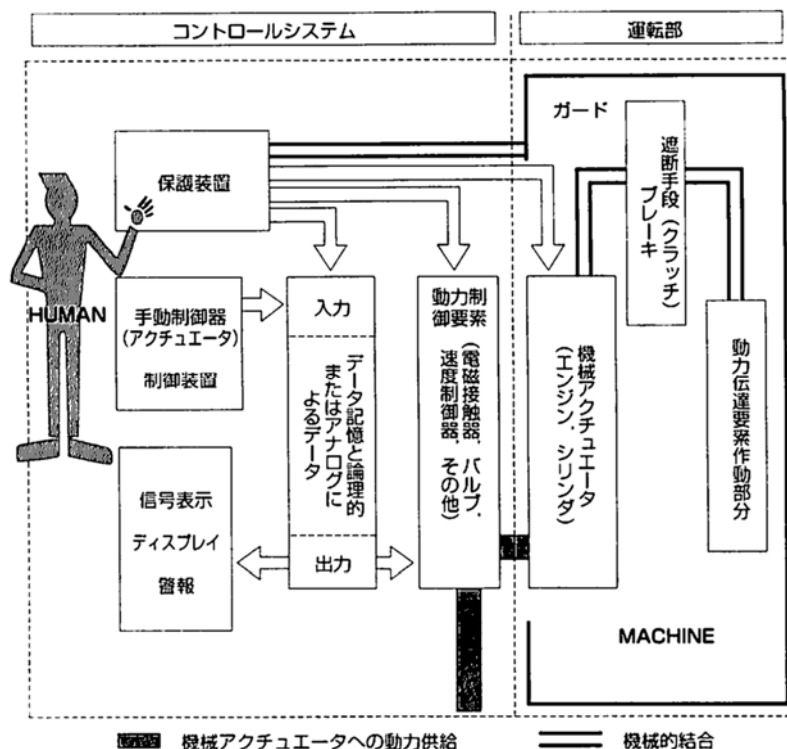 コントロールシステム
運転部
ガード
保護装置
遮断手段(クラッチ)
ブレーキ
HUMAN
手動制御器
(アクチュエータ)
制御装置
入力
データ記憶と論理的
またはアナログに
よるデータ
出力
動力制
御要素
(電磁接触器、バルブ、
速度制御器、その他)
機械アクチュエータ
(エンジン、シリンダ)
動力伝達要素作動部分
信号表示
ディスプレイ
警報
MACHINE
機械アクチュエータへの動力供給
機械的結合